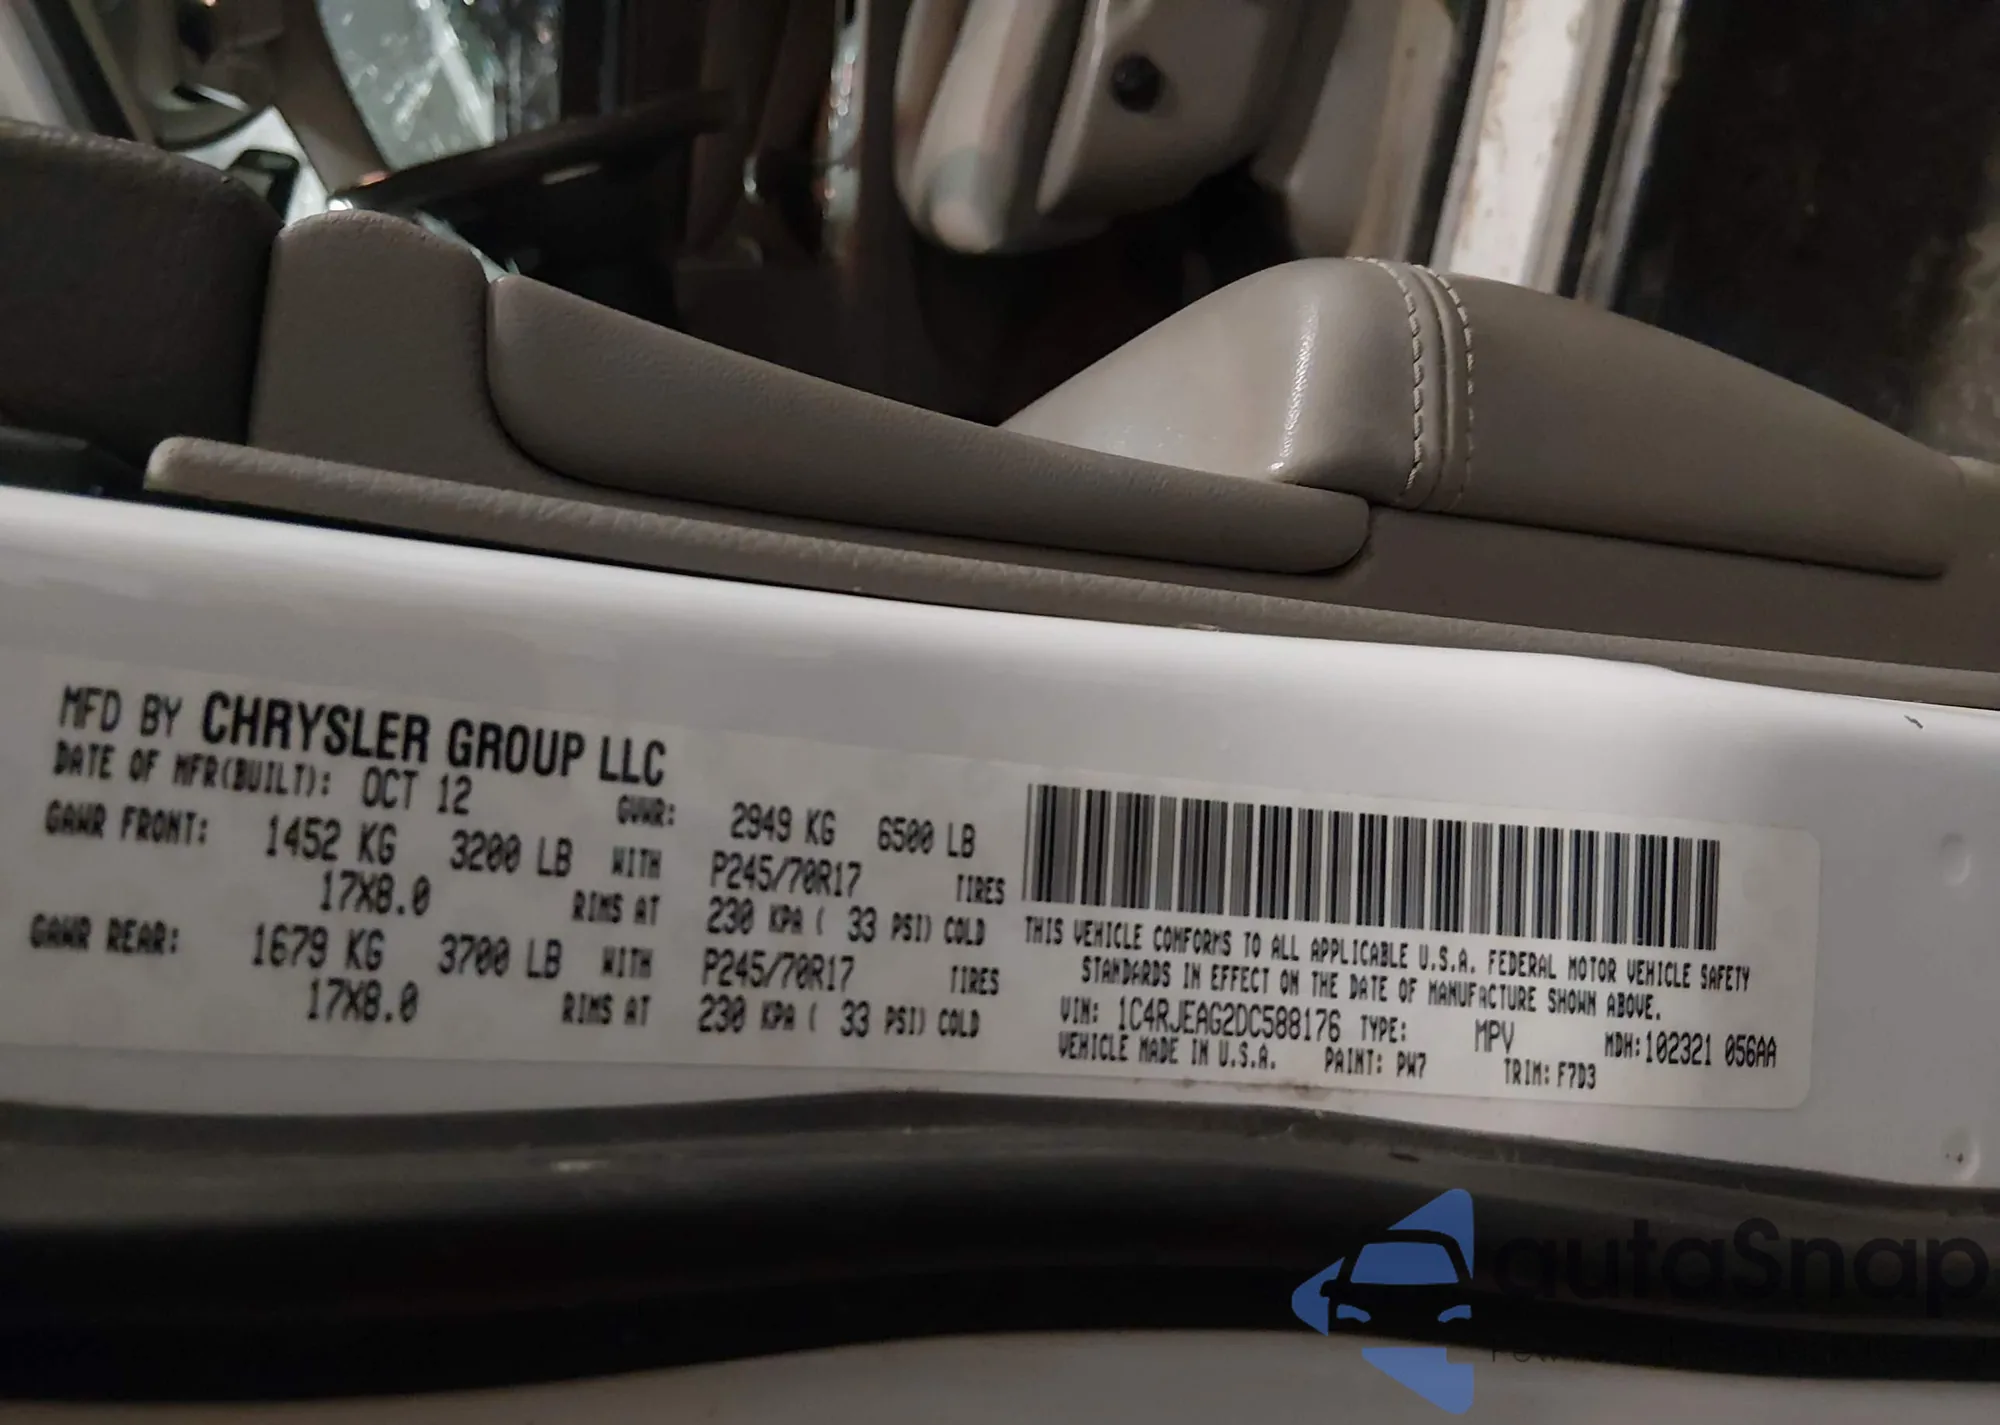 MFD BY CHRYSLER GROUP LLC
DATE OF MFR(BUILT): OCT 12 GVWR: 2949 KG 6500 LB
GAWR FRONT: 1452 KG 3200 LB WITH P245/70R17 TIRES
17X8.0 RIMS AT 230 KPA ( 33 PSI) COLD
GAWR REAR: 1679 KG 3700 LB WITH P245/70R17 TIRES
17X8.0 RIMS AT 230 KPA ( 33 PSI) COLD
THIS VEHICLE CONFORMS TO ALL APPLICABLE U.S.A. FEDERAL MOTOR VEHICLE SAFETY
STANDARDS IN EFFECT ON THE DATE OF MANUFACTURE SHOWN ABOVE.
VIN: 1C4RJEAG2DC588176 TYPE: MPV MDH:102321 056AA
VEHICLE MADE IN U.S.A. PAINT: PW7 TRIM: F7D3
autaSnap